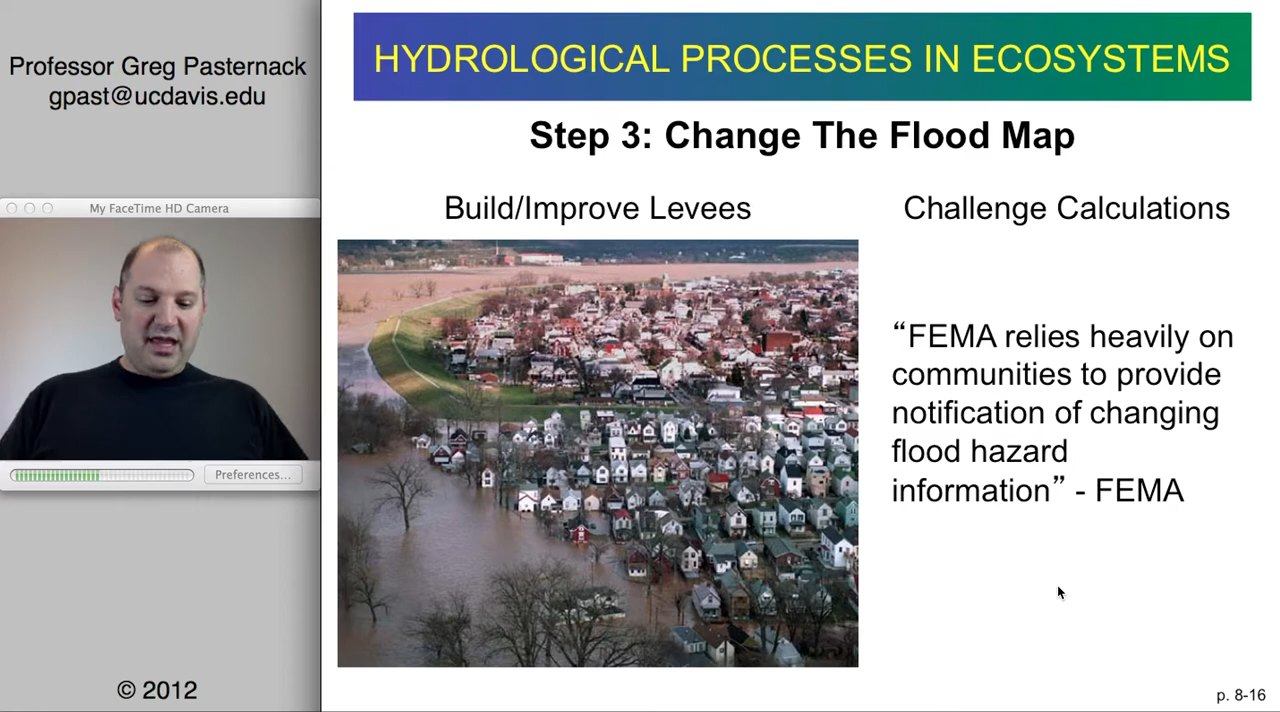 Professor Greg Pasternack
gpast@ucdavis.edu
My FaceTime HD Camera
Preferences...
© 2012
HYDROLOGICAL PROCESSES IN ECOSYSTEMS
Step 3: Change The Flood Map
Build/Improve Levees
Challenge Calculations
“FEMA relies heavily on
communities to provide
notification of changing
flood hazard
information” - FEMA
p. 8-16